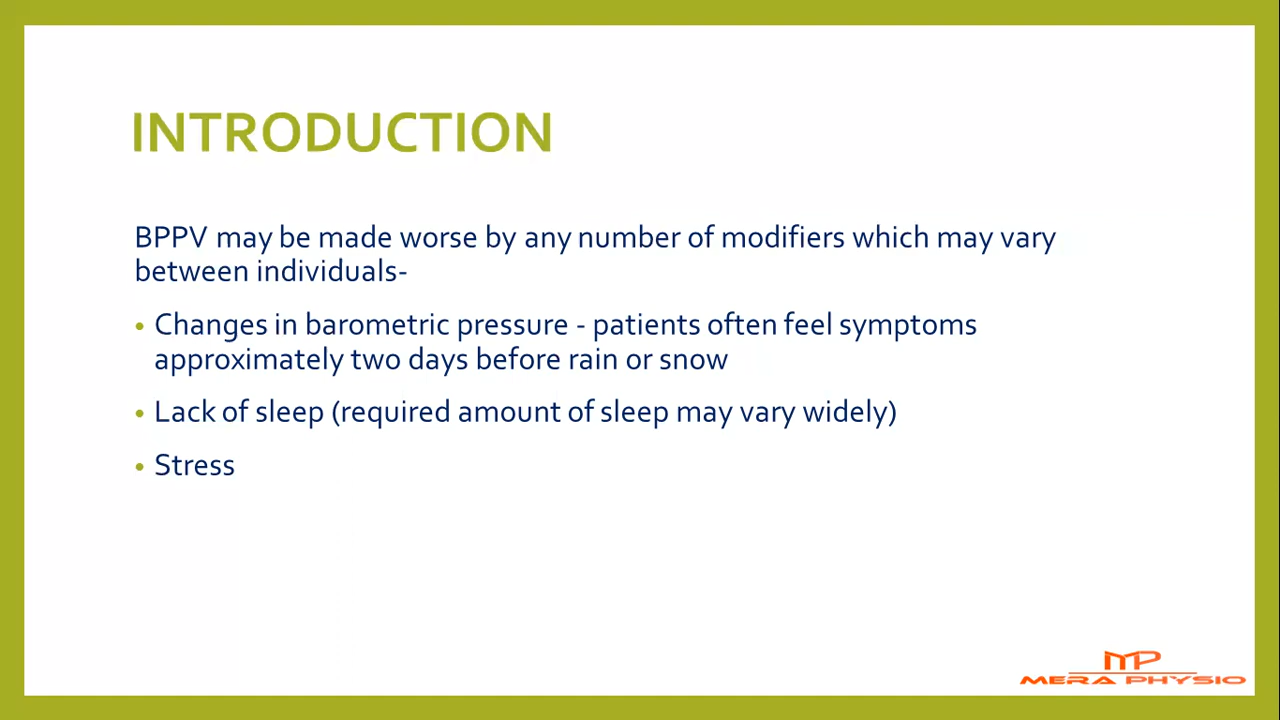 INTRODUCTION
BPPV may be made worse by any number of modifiers which may vary
between individuals-
• Changes in barometric pressure - patients often feel symptoms
approximately two days before rain or snow
• Lack of sleep (required amount of sleep may vary widely)
• Stress
MP
MERA PHYSIO